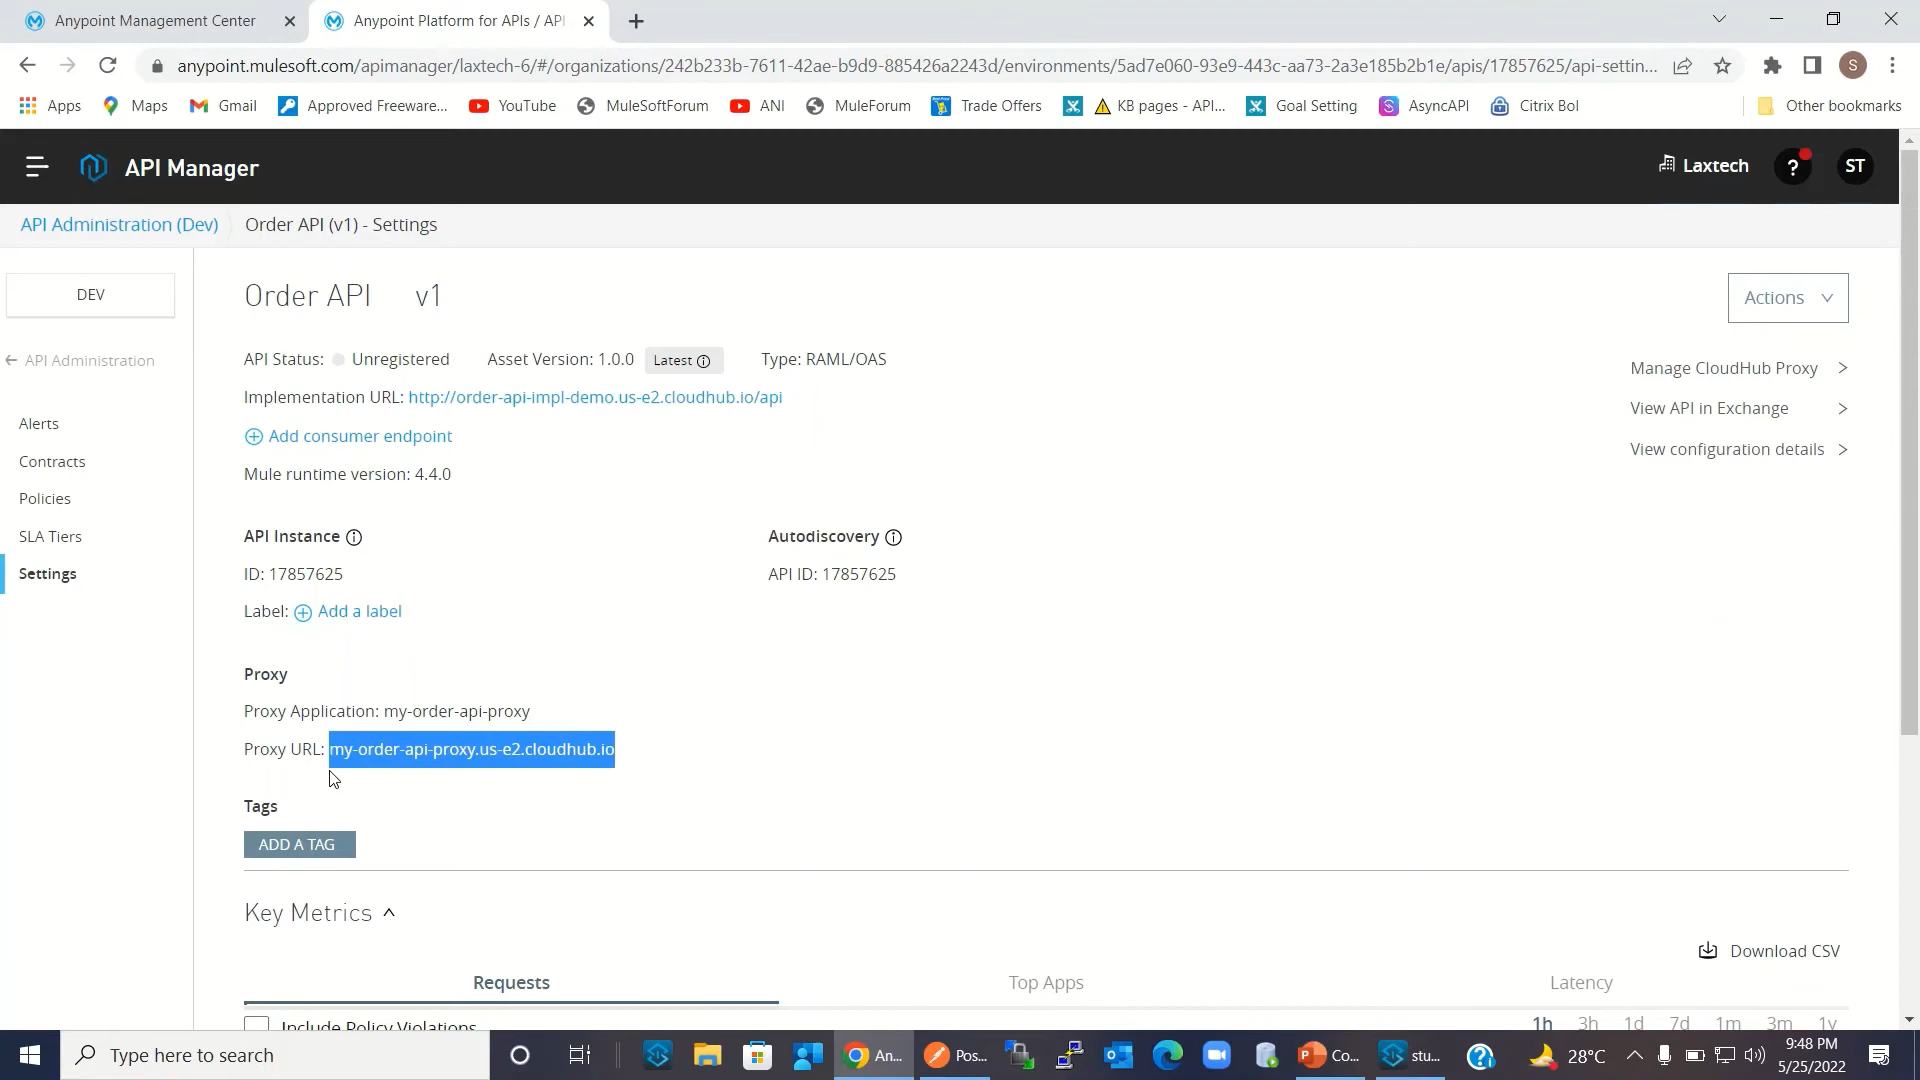 Anypoint Management Center
Anypoint Platform for APIs / API
anypoint.mulesoft.com/apimanager/laxtech-6/#/organizations/242b233b-7611-42ae-b9d9-885426a2243d/environments/5ad7e060-93e9-443c-aa73-2a3e185b2b1e/apis/17857625/api-settin...
S
Apps Maps Gmail Approved Freeware... YouTube MuleSoftForum ANI MuleForum Trade Offers KB pages - API... Goal Setting AsyncAPI Citrix Bol Other bookmarks
API Manager
Laxtech ? ST
API Administration (Dev) Order API (v1) - Settings
DEV
API Administration
Alerts
Contracts
Policies
SLA Tiers
Settings
Order API v1
Actions
API Status: Unregistered Asset Version: 1.0.0 Latest Type: RAML/OAS
Implementation URL: http://order-api-impl-demo.us-e2.cloudhub.io/api
Add consumer endpoint
Mule runtime version: 4.4.0
Manage CloudHub Proxy
View API in Exchange
View configuration details
API Instance Autodiscovery
ID: 17857625 API ID: 17857625
Label: Add a label
Proxy
Proxy Application: my-order-api-proxy
Proxy URL: my-order-api-proxy.us-e2.cloudhub.io
Tags
ADD A TAG
Key Metrics
Download CSV
Requests Top Apps Latency
Include Policy Violations
1h 3h 1d 7d 1m 3m 1y
Type here to search
An... Pos... Co... stu...
28°C
9:48 PM
5/25/2022